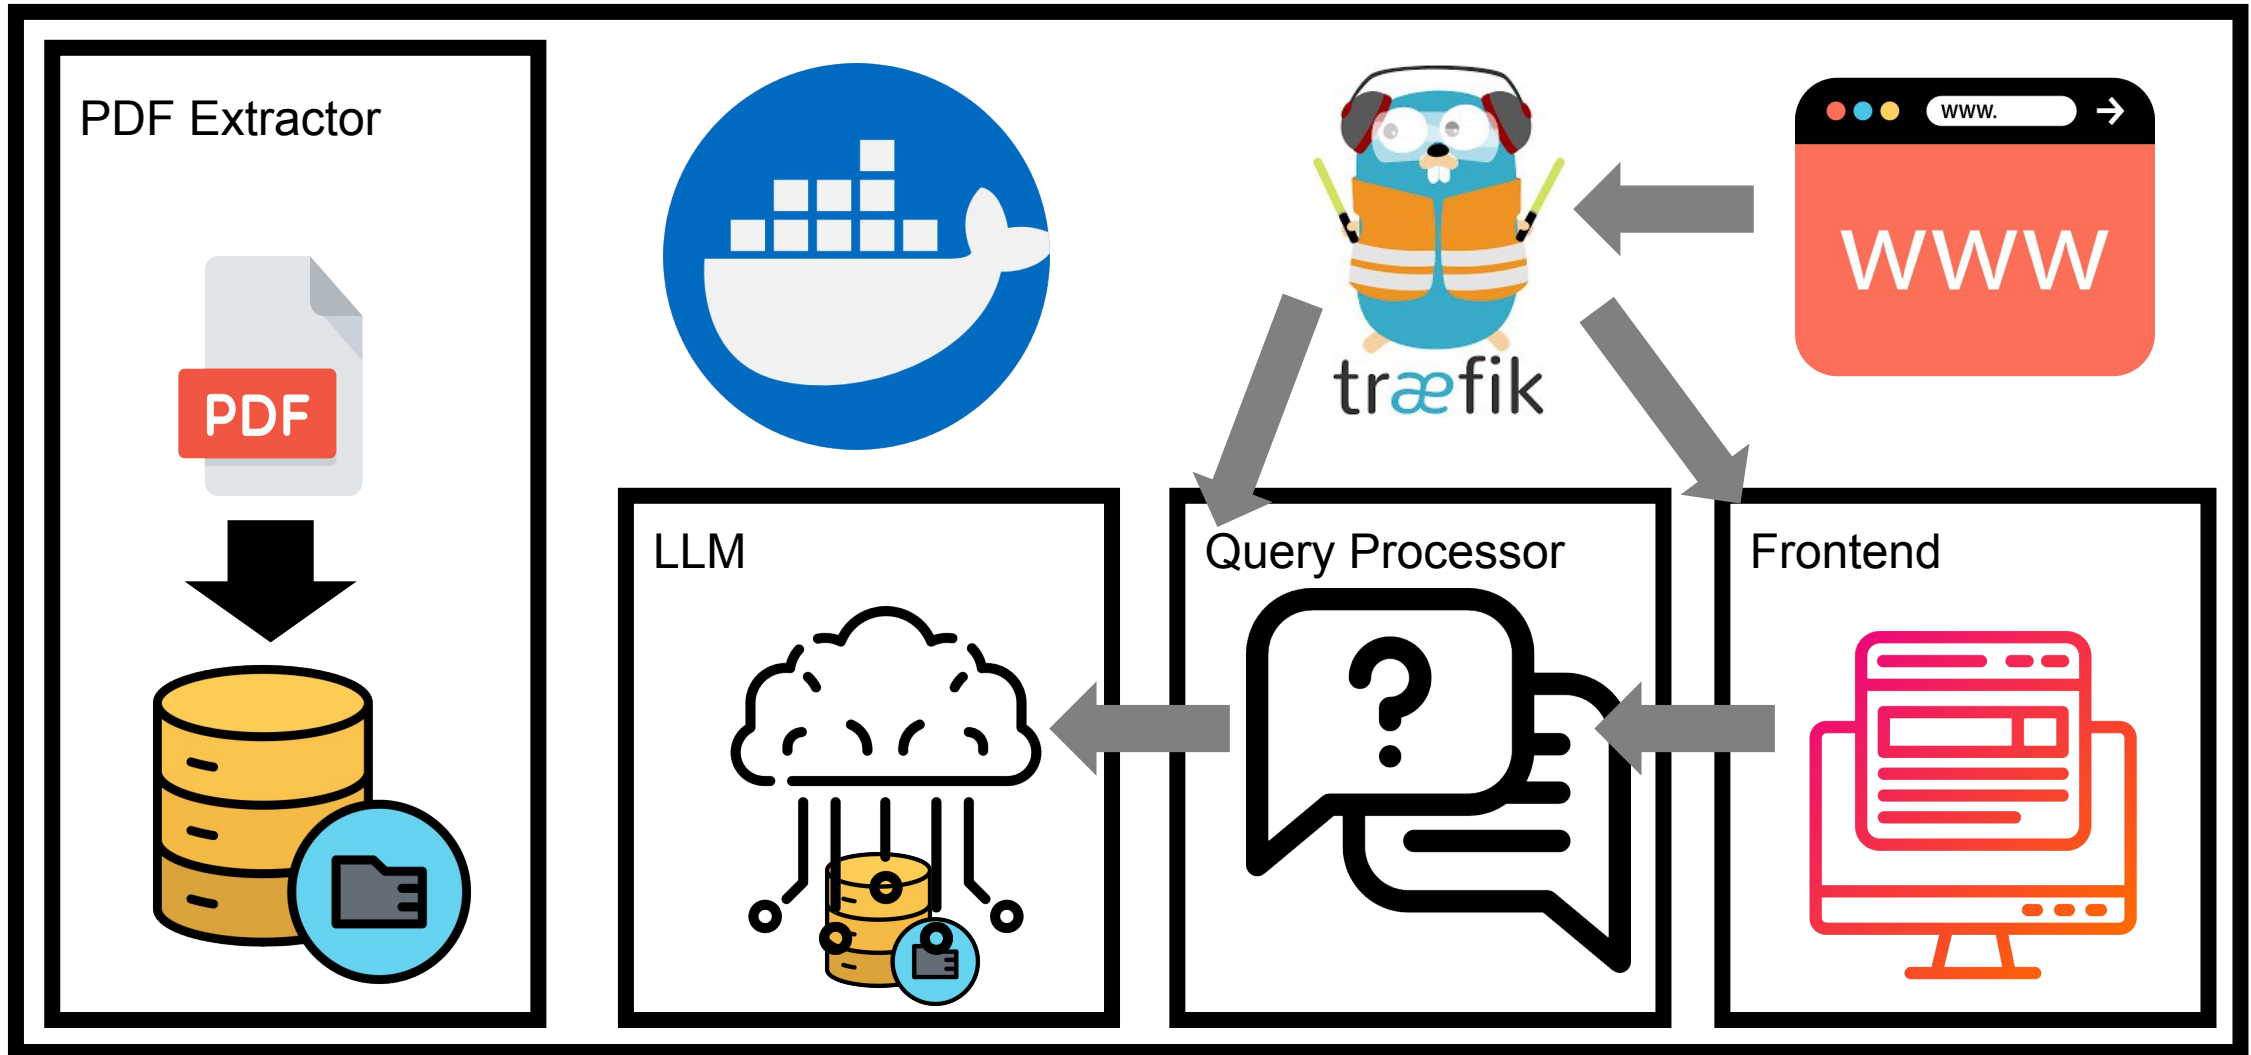 PDF Extractor
PDF
træfik
www.
WWW
LLM
Query Processor
?
Frontend